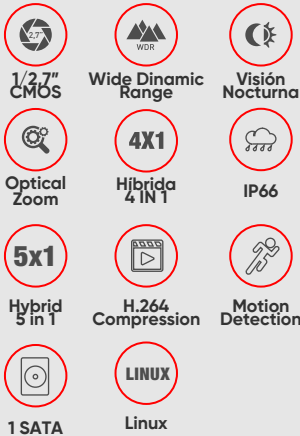 2,7"
WDR
1/2.7"
CMOS
Wide Dinamic
Range
Visión
Nocturna
4X1
Optical
Zoom
Híbrida
4 IN 1
IP66
5x1
Hybrid
5 in 1
H.264
Compression
Motion
Detection
LINUX
1 SATA
Linux